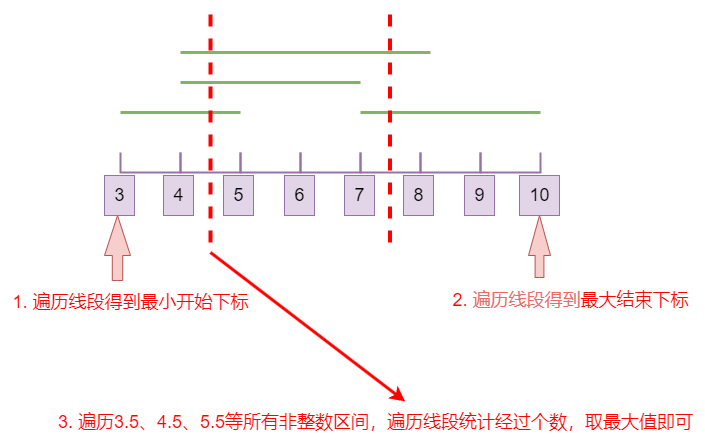 3 4 5 6 7 8 9 10
1. 遍历线段得到最小开始下标
2. 遍历线段得到最大结束下标
3. 遍历3.5、4.5、5.5等所有非整数区间，遍历线段统计经过个数，取最大值即可